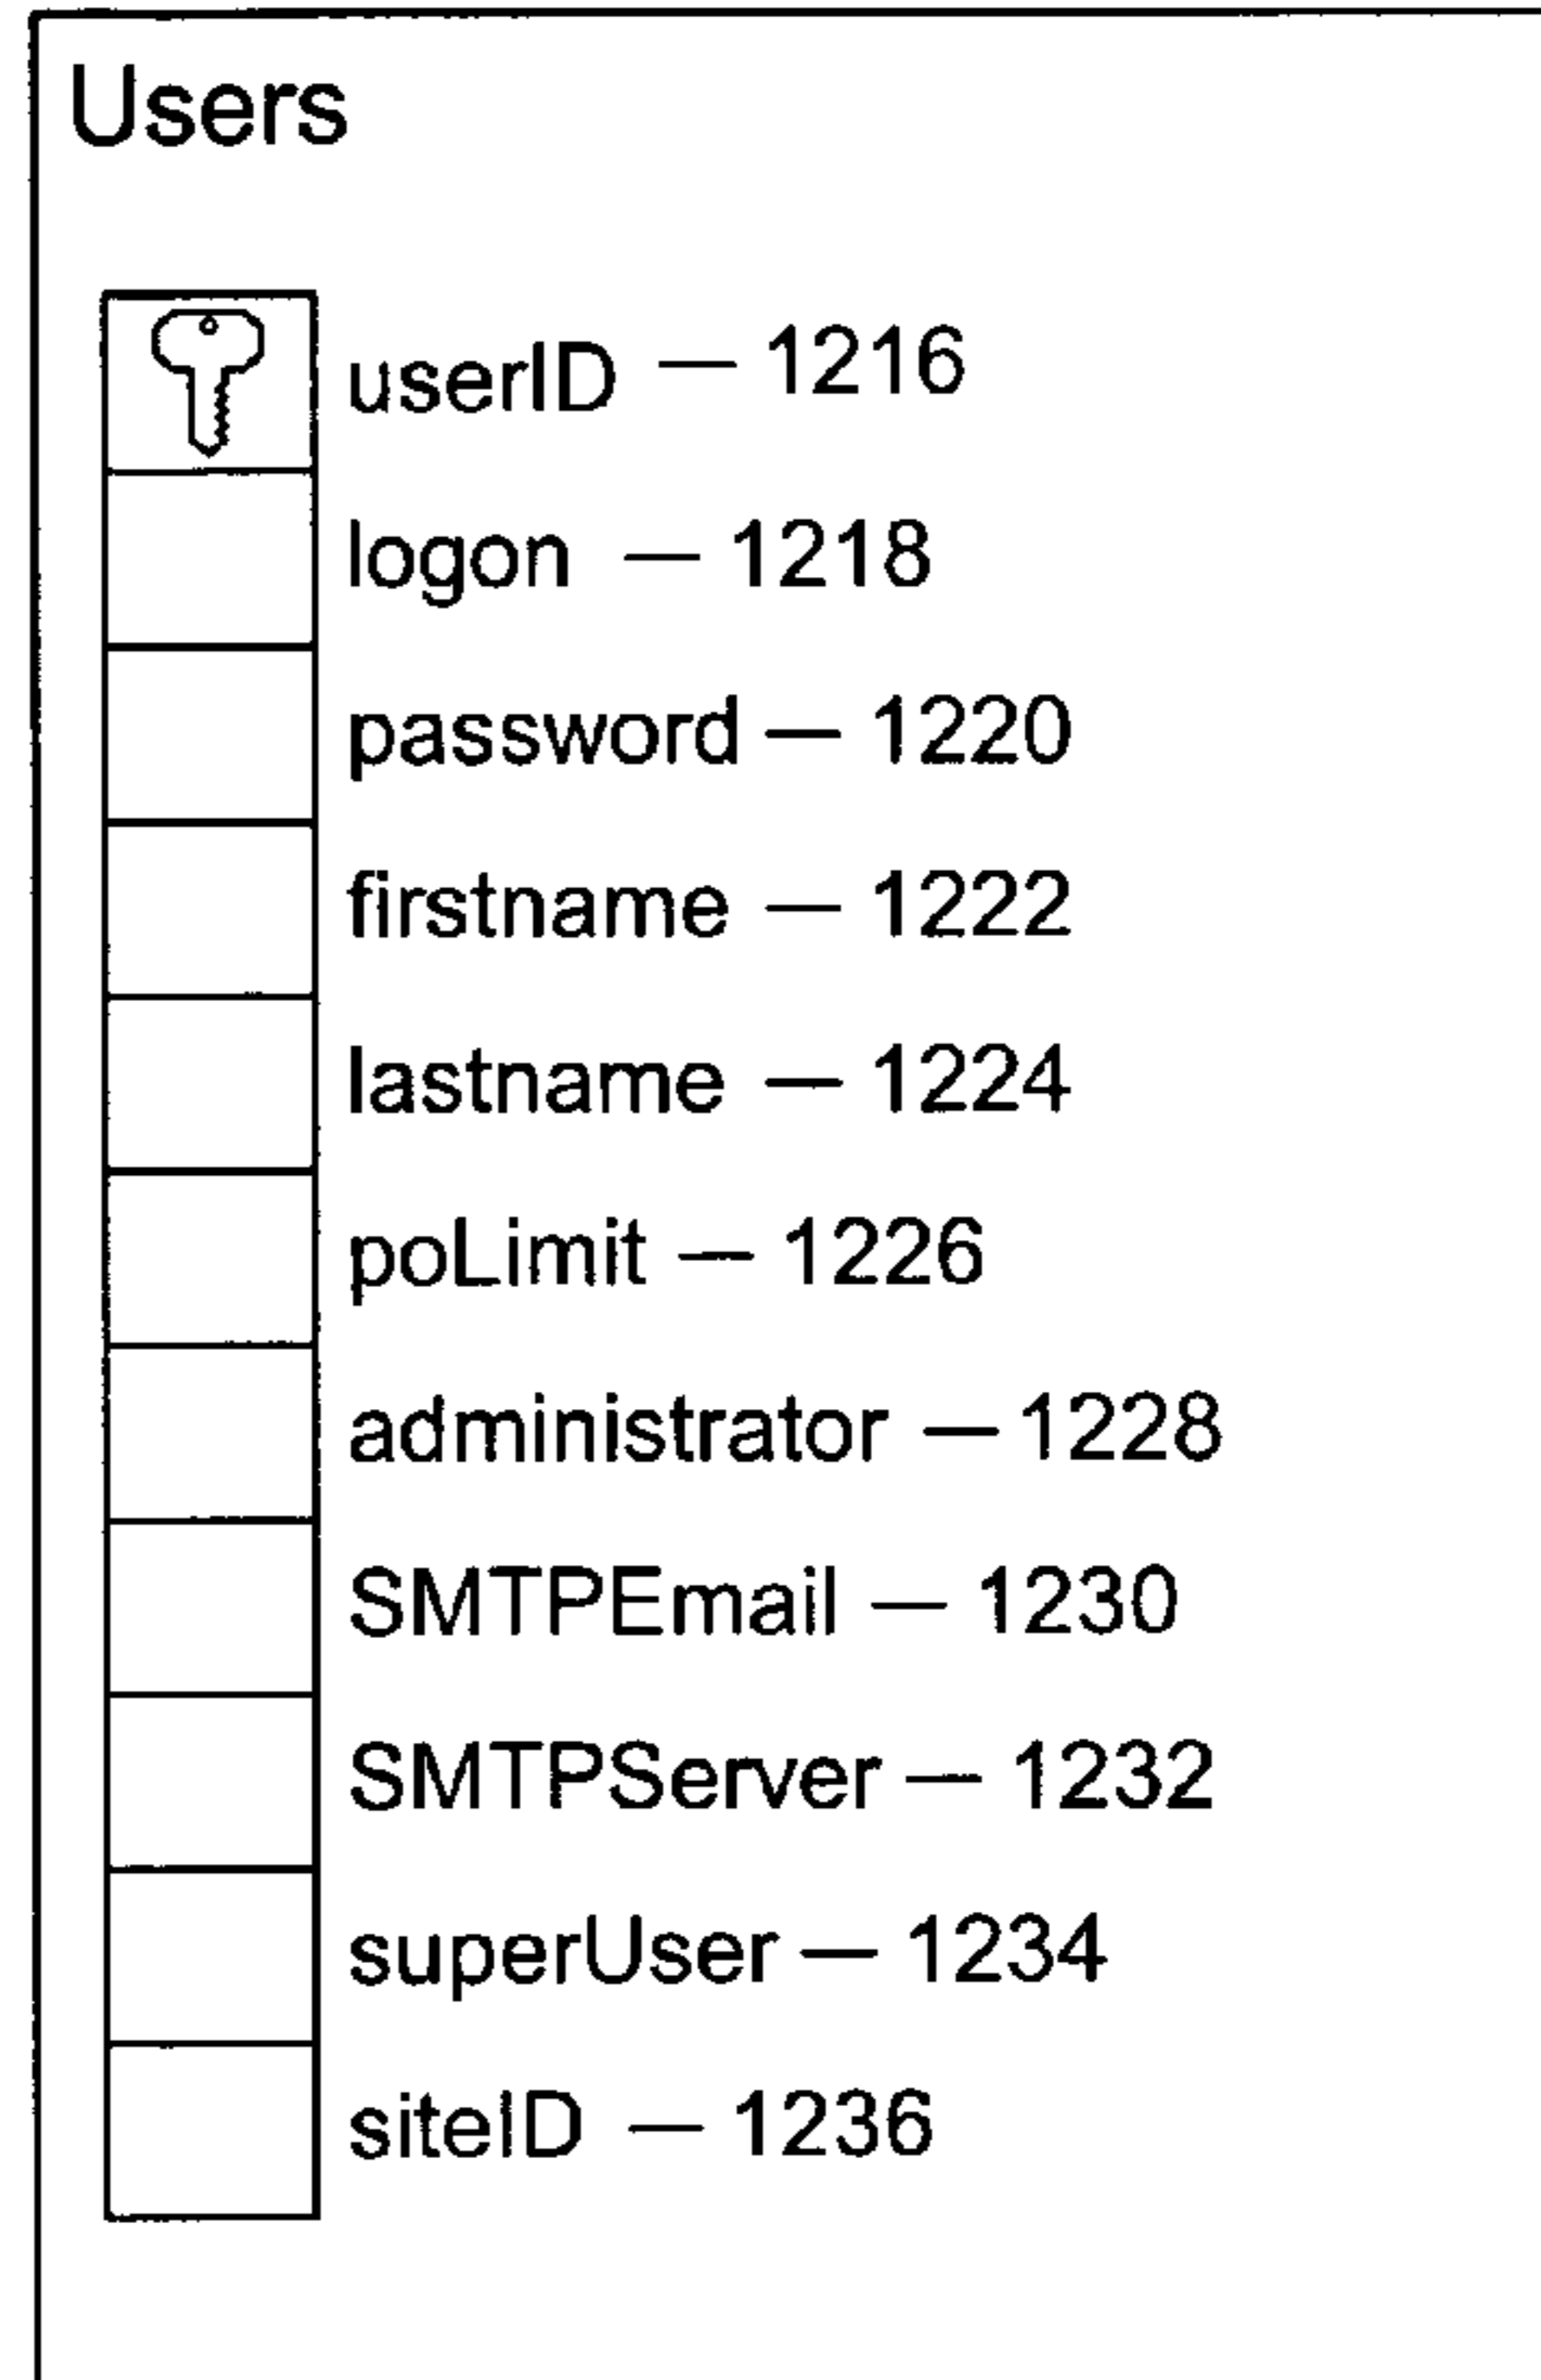 Users
userID — 1216
logon — 1218
password — 1220
firstname — 1222
lastname — 1224
poLimit — 1226
administrator — 1228
SMTPEmail — 1230
SMTPServer — 1232
superUser — 1234
siteID — 1236